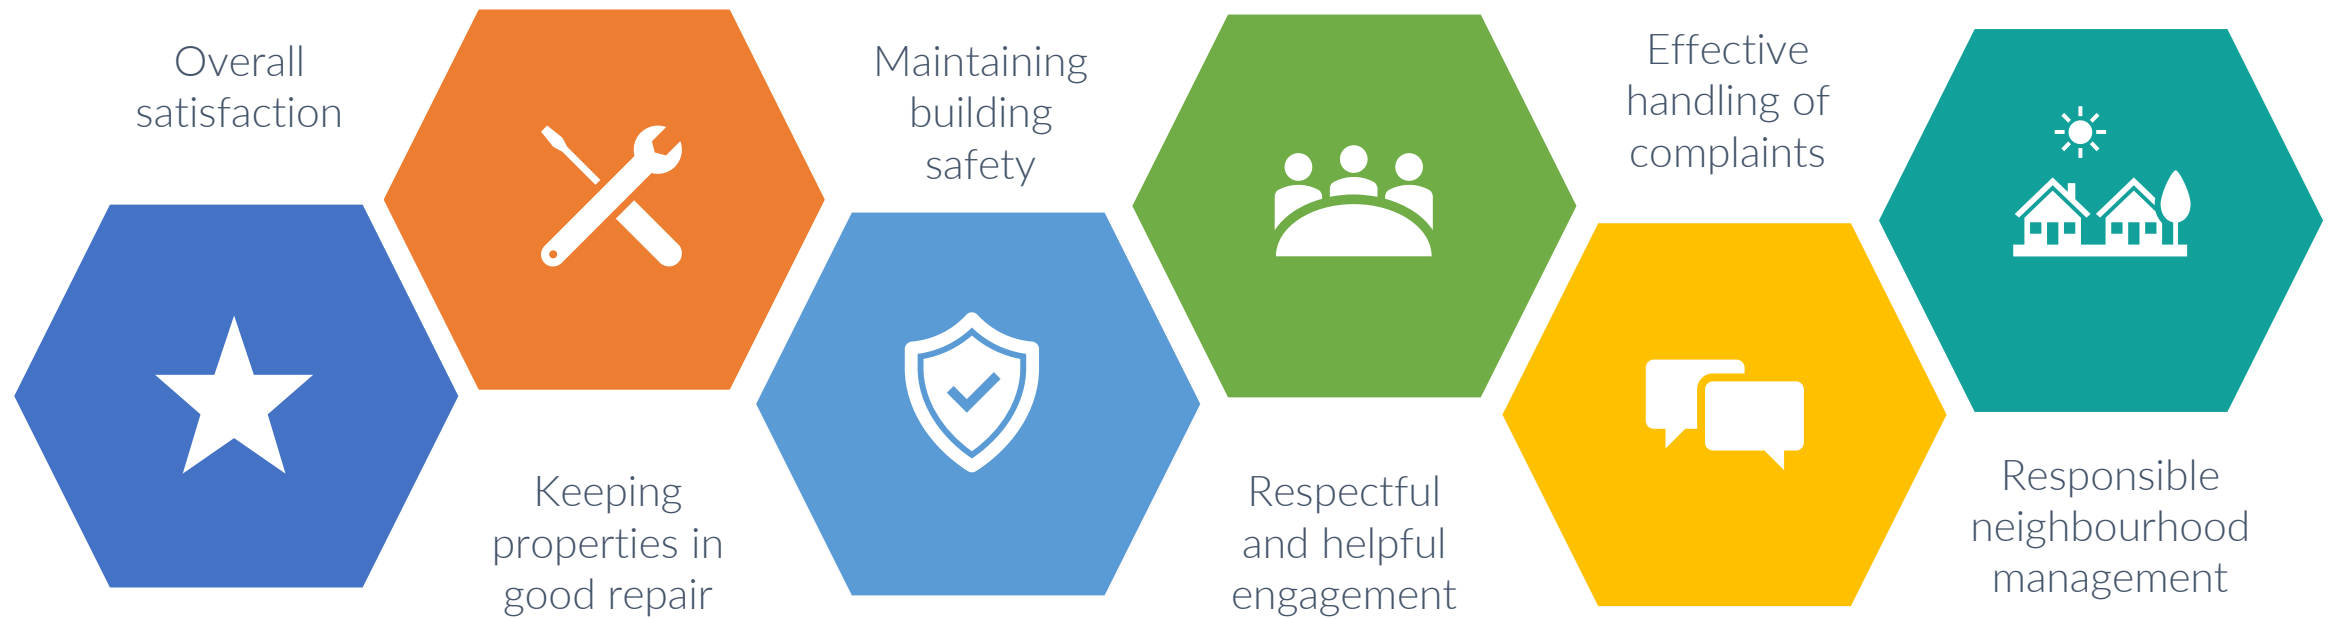 Overall
satisfaction
Keeping
properties in
good repair
Maintaining
building
safety
Respectful
and helpful
engagement
Effective
handling of
complaints
Responsible
neighbourhood
management